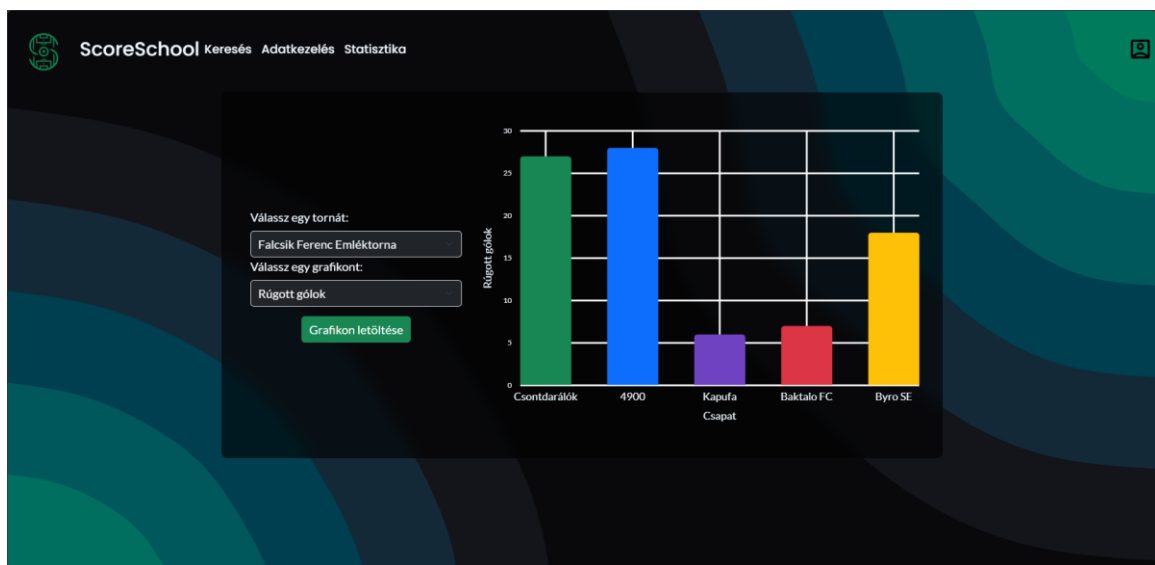 ScoreSchool Keresés Adatkezelés Statisztika
Válassz egy tornát:
Falcsik Ferenc Emléktorna
Válassz egy grafikont:
Rúgott gólok
Grafikon letöltése
Rúgott gólok
30
25
20
15
10
5
0
Csontdarálók 4900 Kapufa Baktalo FC Byro SE
Csapat